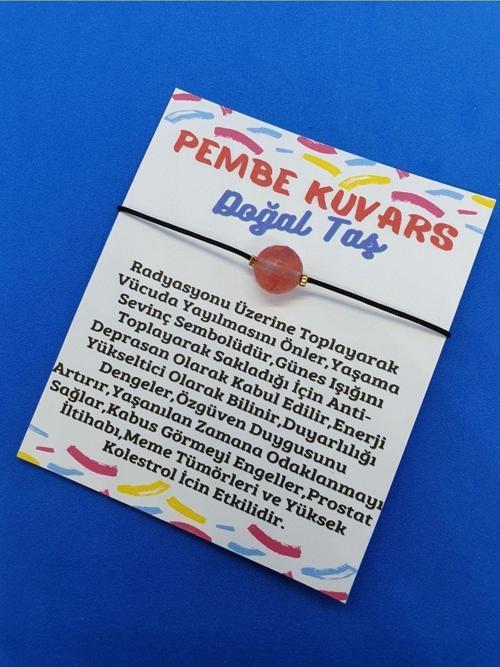 PEMBE KUVARS
Doğal Taş
Radyasyonu Üzerine Toplayarak
Vücuda Yayılmasını Önler,Yaşama
Sevinç Sembolüdür,Günes Işığını
Toplayarak Sakladığı İçin Anti-
Deprasan Olarak Kabul Edilir,Enerji
Yükseltici Olarak Bilinir,Duyarlılığı
Dengeler,Özgüven Duygusunu
Artırır,Yaşanılan Zamana Odaklanmayı
Sağlar,Kabus Görmeyi Engeller,Prostat
İltihabı,Meme Tümörleri ve Yüksek
Kolestrol İcin Etkilidir.